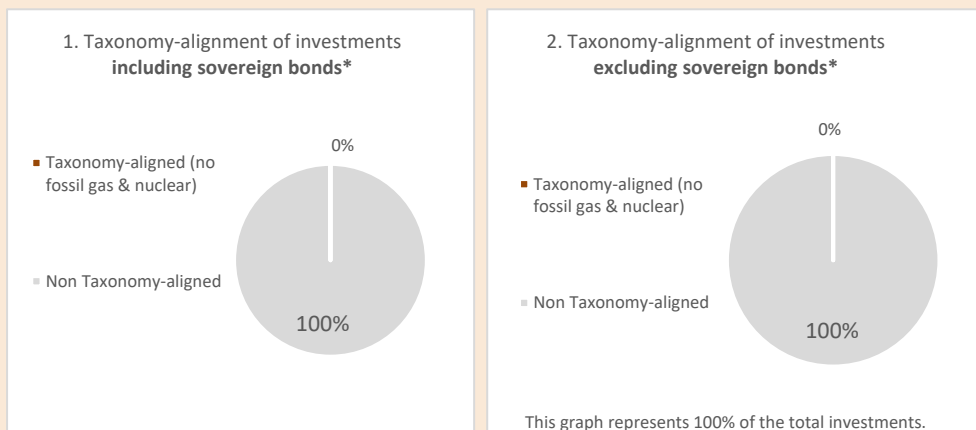 1. Taxonomy-alignment of investments
including sovereign bonds*
0%
Taxonomy-aligned (no
fossil gas & nuclear)
Non Taxonomy-aligned
100%
2. Taxonomy-alignment of investments
excluding sovereign bonds*
0%
Taxonomy-aligned (no
fossil gas & nuclear)
Non Taxonomy-aligned
100%
This graph represents 100% of the total investments.